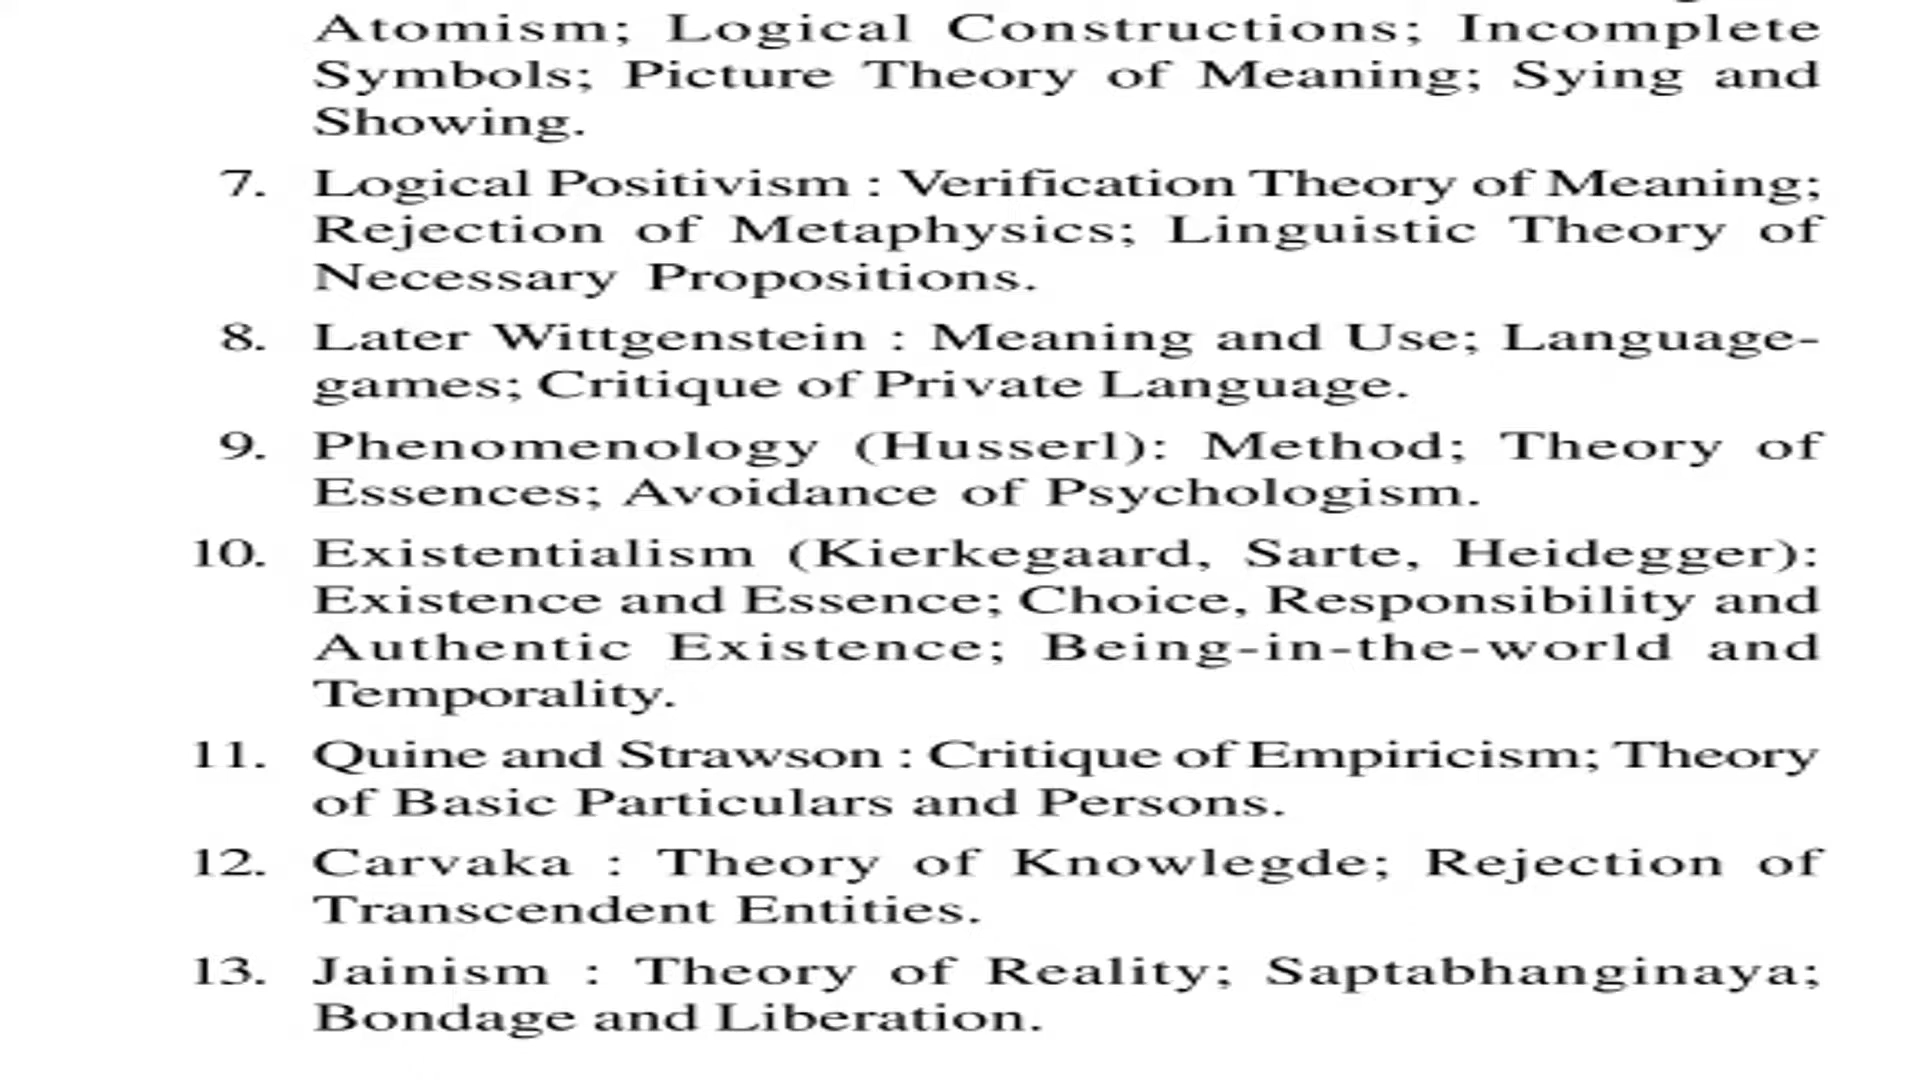 Atomism; Logical Constructions; Incomplete
Symbols; Picture Theory of Meaning; Sying and
Showing.
7. Logical Positivism : Verification Theory of Meaning;
Rejection of Metaphysics; Linguistic Theory of
Necessary Propositions.
8. Later Wittgenstein : Meaning and Use; Language-
games; Critique of Private Language.
9. Phenomenology (Husserl): Method; Theory of
Essences; Avoidance of Psychologism.
10. Existentialism (Kierkegaard, Sarte, Heidegger):
Existence and Essence; Choice, Responsibility and
Authentic Existence; Being-in-the-world and
Temporality.
11. Quine and Strawson : Critique of Empiricism; Theory
of Basic Particulars and Persons.
12. Carvaka : Theory of Knowlegde; Rejection of
Transcendent Entities.
13. Jainism : Theory of Reality; Saptabhanginaya;
Bondage and Liberation.